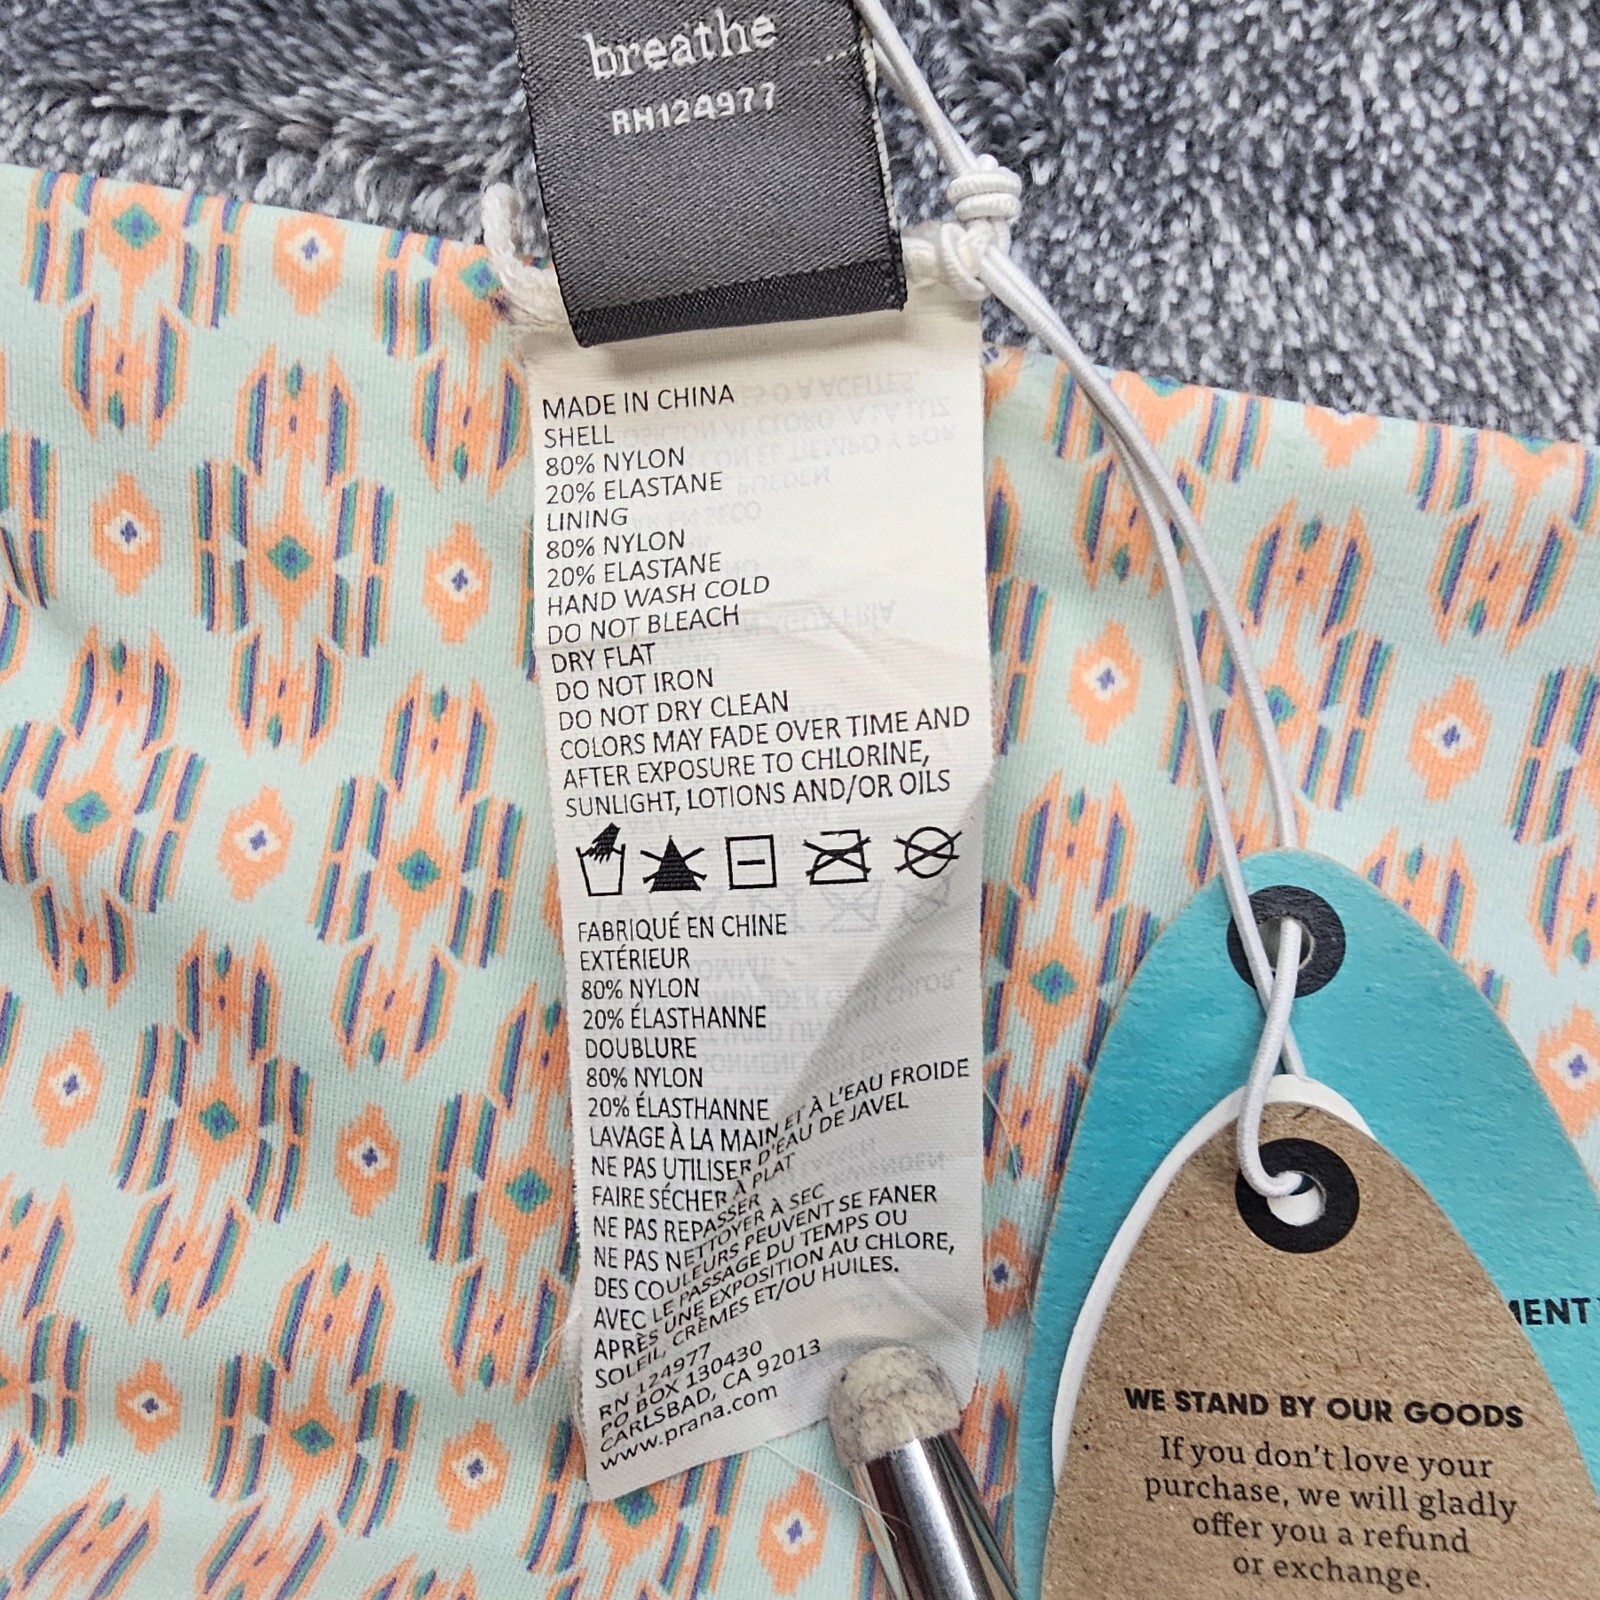 breathe
RH124977
MADE IN CHINA
SHELL
80% NYLON
20% ELASTANE
LINING
80% NYLON
20% ELASTANE
HAND WASH COLD
DO NOT BLEACH
DRY FLAT
DO NOT IRON
DO NOT DRY CLEAN
COLORS MAY FADE OVER TIME AND
AFTER EXPOSURE TO CHLORINE,
SUNLIGHT, LOTIONS AND/OR OILS
FABRIQUÉ EN CHINE
EXTÉRIEUR
80% NYLON
20% ÉLASTHANNE
DOUBLURE
80% NYLON
20% ÉLASTHANNE
LAVAGE À LA MAIN ET À L'EAU FROIDE
NE PAS UTILISER D'EAU DE JAVEL
FAIRE SÉCHER À PLAT
NE PAS REPASSER
NE PAS NETTOYER À SEC
DES COULEURS PEUVENT SE FANER
AVEC LE PASSAGE DU TEMPS OU
APRÈS UNE EXPOSITION AU CHLORE,
SOLEIL, CRÈMES ET/OU HUILES.
RN 124977
PO BOX 130430
CARLSBAD, CA 92013
www.prana.com
WE STAND BY OUR GOODS
If you don't love your
purchase, we will gladly
offer you a refund
or exchange.